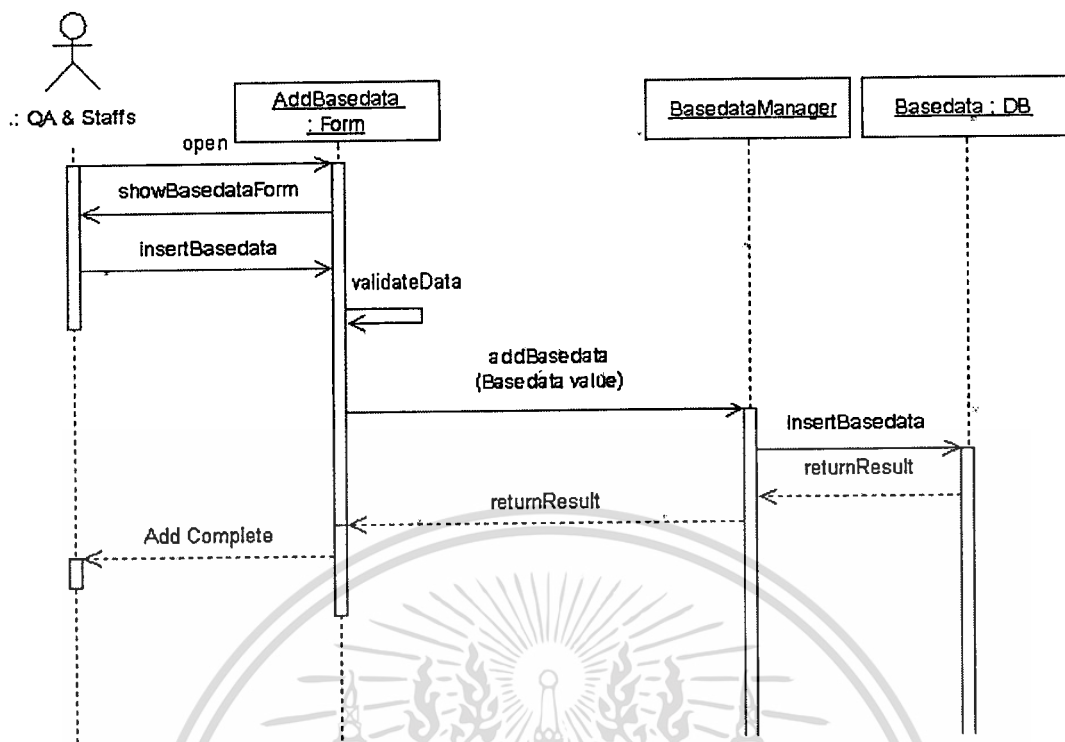 .: QA & Staffs
AddBasedata
: Form
BasedataManager
Basedata : DB
open
showBasedataForm
insertBasedata
validateData
addBasedata
(Basedata value)
insertBasedata
returnResult
returnResult
Add Complete